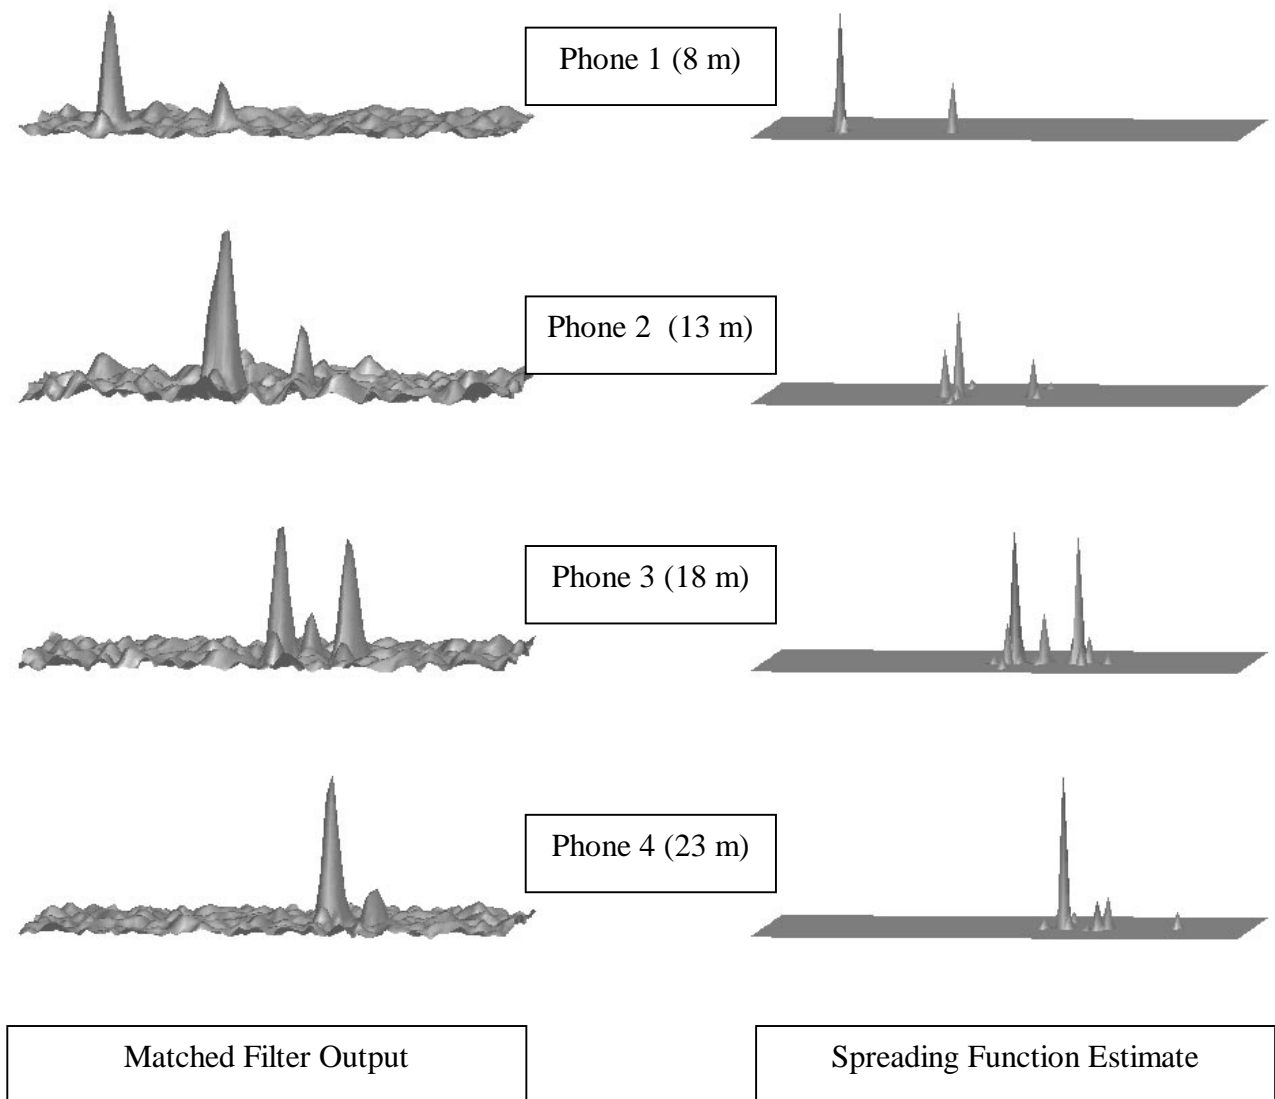 Phone 1 (8 m)
Phone 2 (13 m)
Phone 3 (18 m)
Phone 4 (23 m)
Matched Filter Output
Spreading Function Estimate